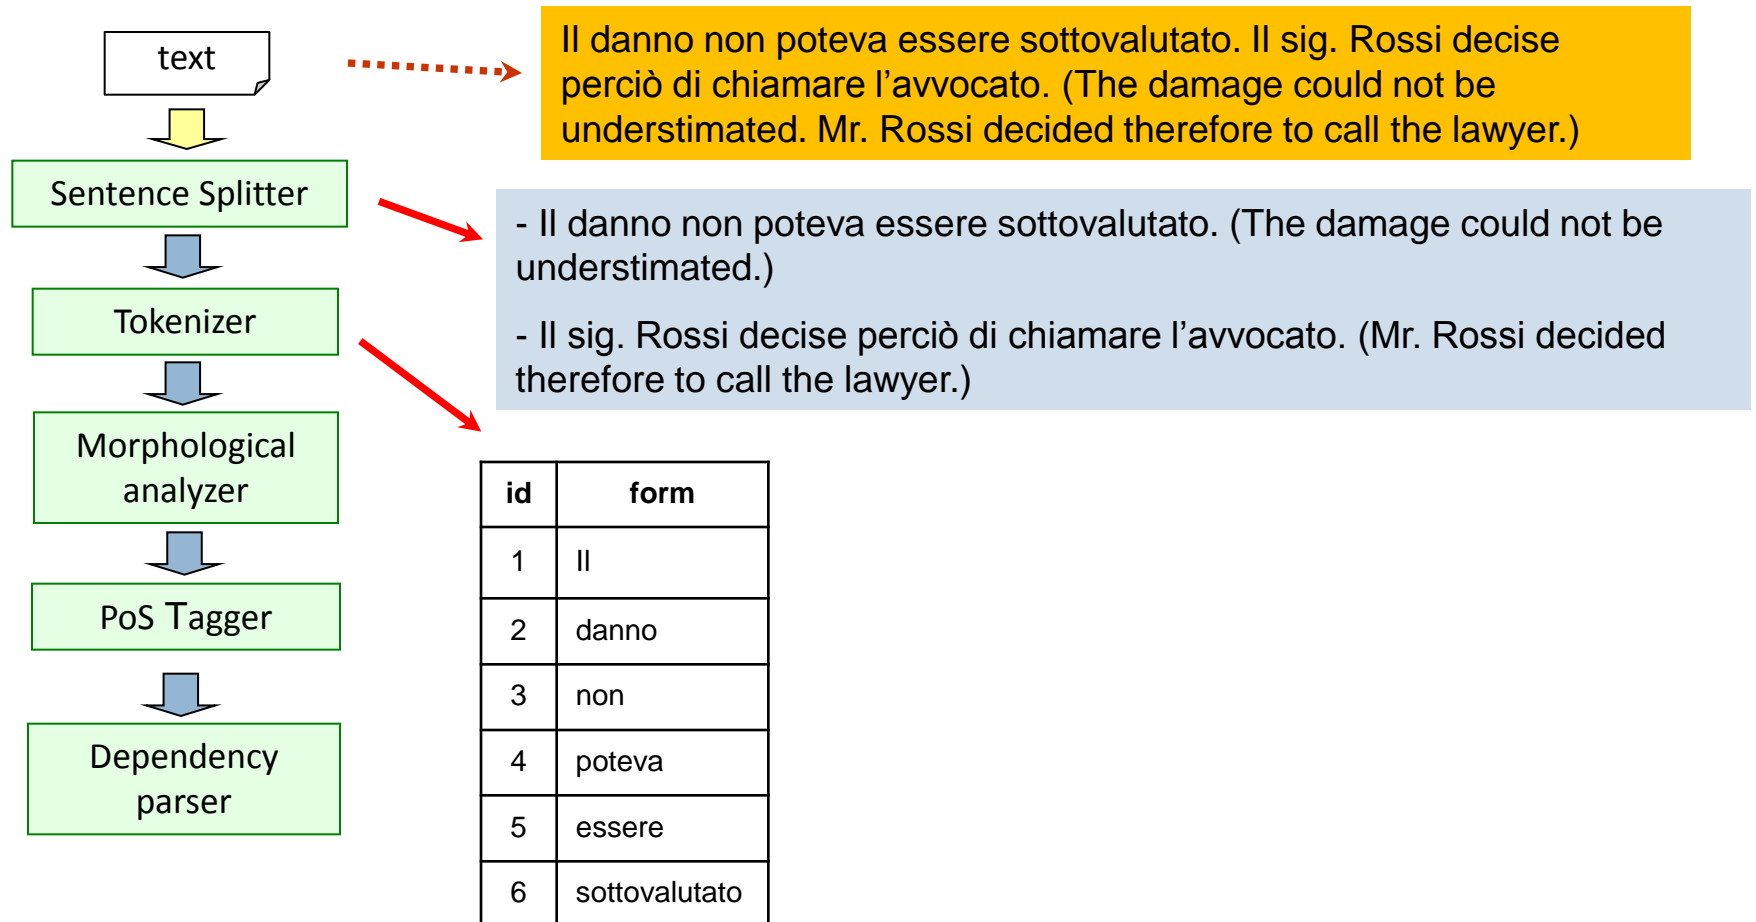 text
Il danno non poteva essere sottovalutato. Il sig. Rossi decise
perciò di chiamare l’avvocato. (The damage could not be
understimated. Mr. Rossi decided therefore to call the lawyer.)
Sentence Splitter
- Il danno non poteva essere sottovalutato. (The damage could not be
understimated.)
- Il sig. Rossi decise perciò di chiamare l’avvocato. (Mr. Rossi decided
therefore to call the lawyer.)
Tokenizer
Morphological
analyzer
PoS Tagger
Dependency
parser
id form
1 Il
2 danno
3 non
4 poteva
5 essere
6 sottovalutato